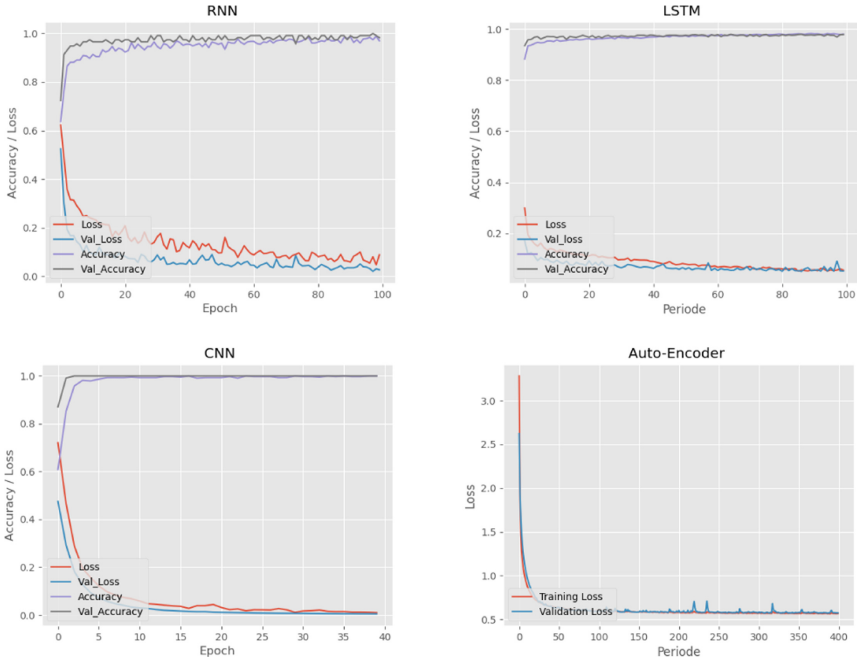 RNN
Accuracy / Loss
1.0
0.8
0.6
0.4
0.2
0.0
Loss
Val_Loss
Accuracy
Val_Accuracy
0 20 40 60 80 100
Epoch
LSTM
Accuracy / Loss
1.0
0.8
0.6
0.4
0.2
Loss
Val_loss
Accuracy
Val_Accuracy
0 20 40 60 80 100
Periode
CNN
Accuracy / Loss
1.0
0.8
0.6
0.4
0.2
0.0
Loss
Val_Loss
Accuracy
Val_Accuracy
0 5 10 15 20 25 30 35 40
Epoch
Auto-Encoder
Loss
3.0
2.5
2.0
1.5
1.0
0.5
Training Loss
Validation Loss
0 50 100 150 200 250 300 350 400
Periode